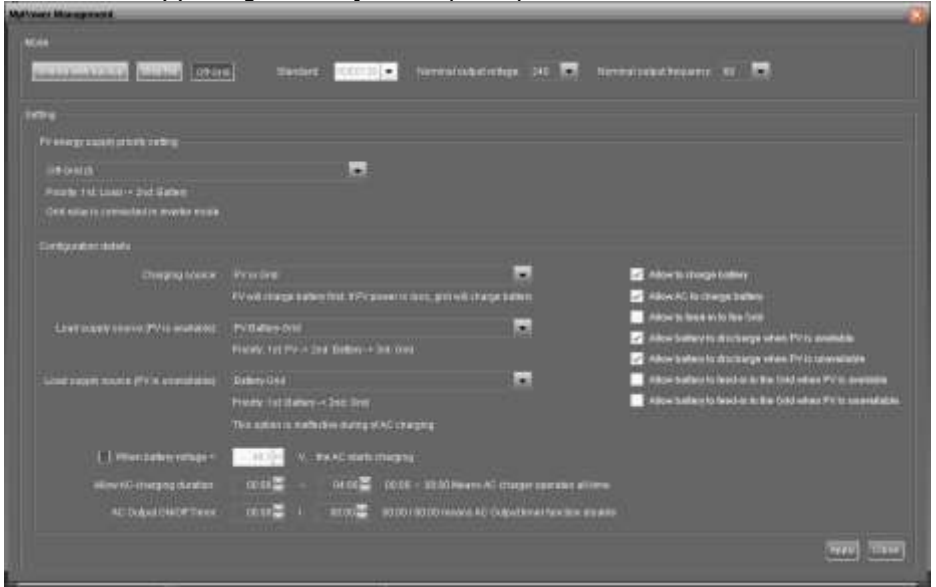 MyPower Management
Mode
Off-Grid
Standard:
Nominal output voltage: 240
Nominal output frequency: 60
Setting
PV energy supply priority setting
Priority: 1st. Load -> 2nd. Battery
connected in inverter mode
Configuration details
Charging source:
PV or Grid
PV will charge battery first. If PV power is loss, grid will charge battery.
Load supply source (PV is available):
PV-Battery-Grid
Priority: 1st. PV -> 2nd. Battery -> 3rd. Grid
Load supply source (PV is unavailable):
Battery-Grid
Priority: 1st. Battery -> 2nd. Grid
This option is ineffective during of AC charging
When battery voltage <
V, the AC starts charging
Allow AC charging duration:
00:00 ~ 04:00 00:00 ~ 00:00 Means AC charger operates all time
AC Output ON/OFF Timer:
00:00 / 00:00 00:00 / 00:00 means AC Output timer function disable
Allow to charge battery
Allow AC to charge battery
Allow to feed-in to the Grid
Allow battery to discharge when PV is available
Allow battery to discharge when PV is unavailable
Allow battery to feed-in to the Grid when PV is available
Allow battery to feed-in to the Grid when PV is unavailable
Apply
Close